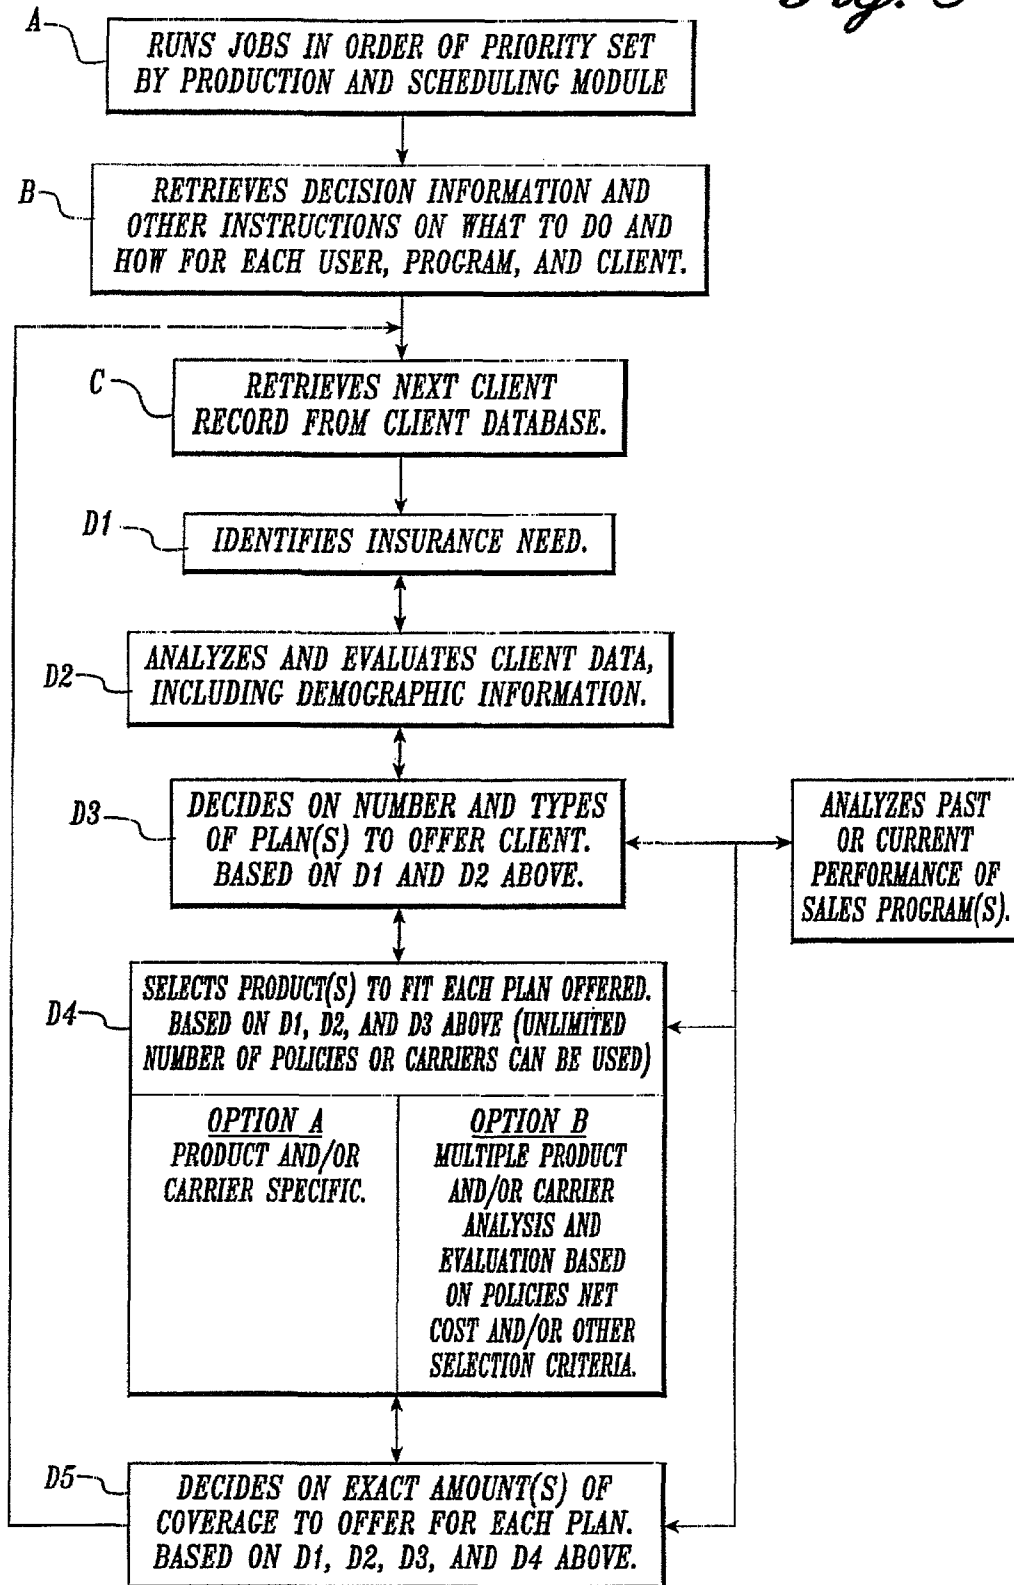 A
RUNS JOBS IN ORDER OF PRIORITY SET
BY PRODUCTION AND SCHEDULING MODULE
B
RETRIEVES DECISION INFORMATION AND
OTHER INSTRUCTIONS ON WHAT TO DO AND
HOW FOR EACH USER, PROGRAM, AND CLIENT.
C
RETRIEVES NEXT CLIENT
RECORD FROM CLIENT DATABASE.
D1
IDENTIFIES INSURANCE NEED.
D2
ANALYZES AND EVALUATES CLIENT DATA,
INCLUDING DEMOGRAPHIC INFORMATION.
D3
DECIDES ON NUMBER AND TYPES
OF PLAN(S) TO OFFER CLIENT.
BASED ON D1 AND D2 ABOVE.
ANALYZES PAST
OR CURRENT
PERFORMANCE OF
SALES PROGRAM(S).
D4
SELECTS PRODUCT(S) TO FIT EACH PLAN OFFERED.
BASED ON D1, D2, AND D3 ABOVE (UNLIMITED
NUMBER OF POLICIES OR CARRIERS CAN BE USED)
OPTION A
PRODUCT AND/OR
CARRIER SPECIFIC.
OPTION B
MULTIPLE PRODUCT
AND/OR CARRIER
ANALYSIS AND
EVALUATION BASED
ON POLICIES NET
COST AND/OR OTHER
SELECTION CRITERIA.
D5
DECIDES ON EXACT AMOUNT(S) OF
COVERAGE TO OFFER FOR EACH PLAN.
BASED ON D1, D2, D3, AND D4 ABOVE.